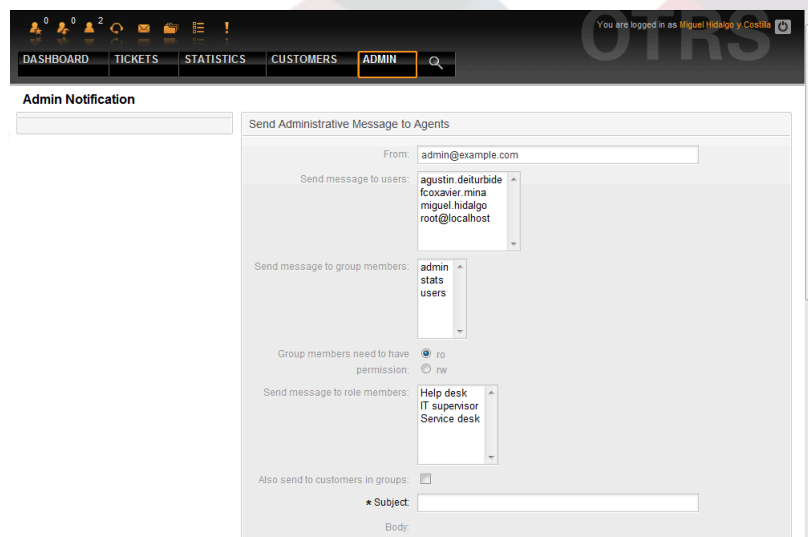 0 0 2
You are logged in as Miguel Hidalgo y Costilla
OTRS
DASHBOARD TICKETS STATISTICS CUSTOMERS ADMIN
Admin Notification
Send Administrative Message to Agents
From: admin@example.com
Send message to users: agustin.deiturbide
fcoxavier.mina
miguel.hidalgo
root@localhost
Send message to group members: admin
stats
users
Group members need to have ro
permission: rw
Send message to role members: Help desk
IT supervisor
Service desk
Also send to customers in groups:
* Subject:
Body: